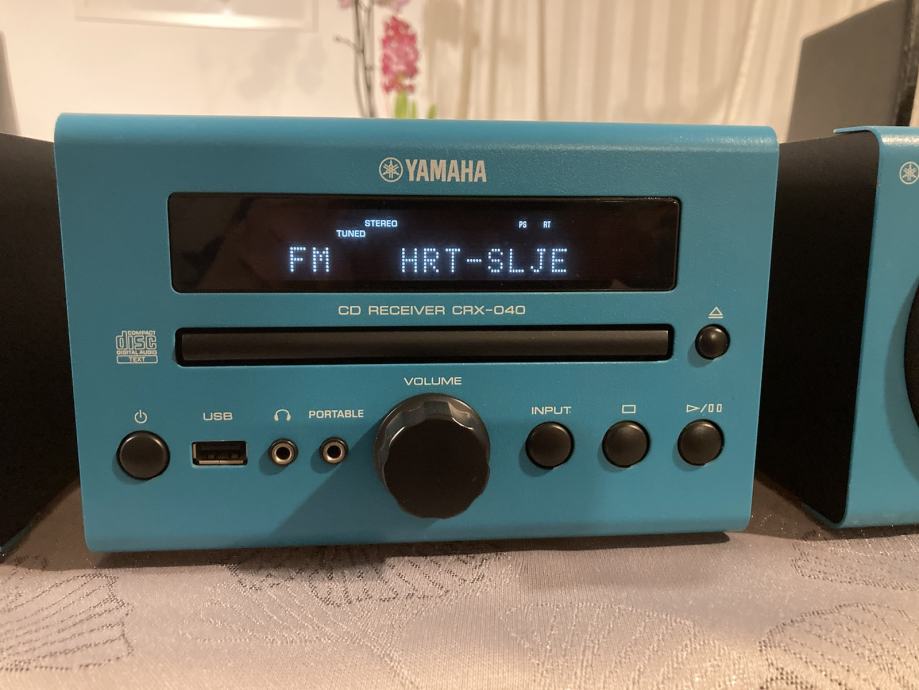 YAMAHA
STEREO PS RT
TUNED
FM HRT-SLJE
CD RECEIVER CRX-040
COMPACT
disc
DIGITAL AUDIO
TEXT
VOLUME
USB PORTABLE INPUT